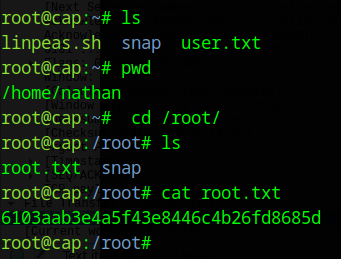 root@cap:~# ls
linpeas.sh  snap  user.txt
root@cap:~# pwd
/home/nathan
root@cap:~#  cd /root/
root@cap:/root# ls
root.txt  snap
root@cap:/root# cat root.txt
6103aab3e4a5f43e8446c4b26fd8685d
root@cap:/root#